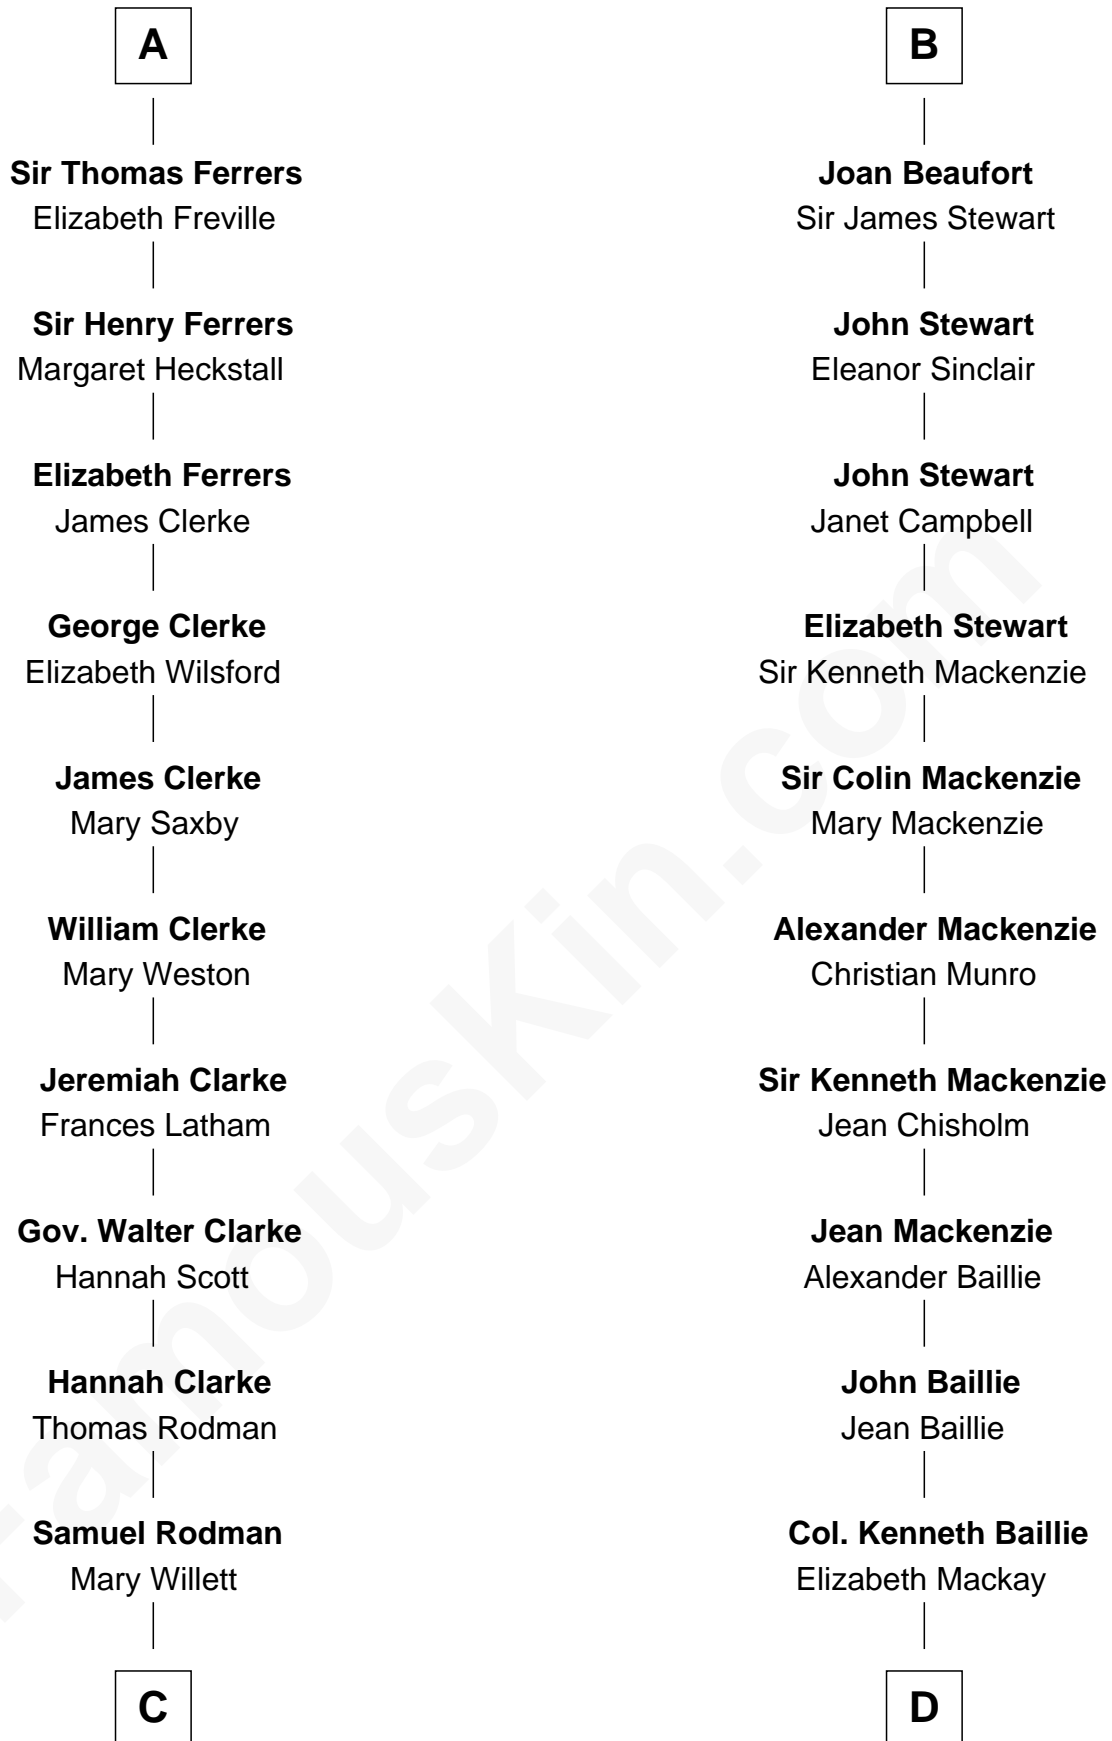 A
Sir Thomas Ferrers
Elizabeth Freville
Sir Henry Ferrers
Margaret Heckstall
Elizabeth Ferrers
James Clerke
George Clerke
Elizabeth Wilsford
James Clerke
Mary Saxby
William Clerke
Mary Weston
Jeremiah Clarke
Frances Latham
Gov. Walter Clarke
Hannah Scott
Hannah Clarke
Thomas Rodman
Samuel Rodman
Mary Willett
C
B
Joan Beaufort
Sir James Stewart
John Stewart
Eleanor Sinclair
John Stewart
Janet Campbell
Elizabeth Stewart
Sir Kenneth Mackenzie
Sir Colin Mackenzie
Mary Mackenzie
Alexander Mackenzie
Christian Munro
Sir Kenneth Mackenzie
Jean Chisholm
Jean Mackenzie
Alexander Baillie
John Baillie
Jean Baillie
Col. Kenneth Baillie
Elizabeth Mackay
D
FamousKin.com